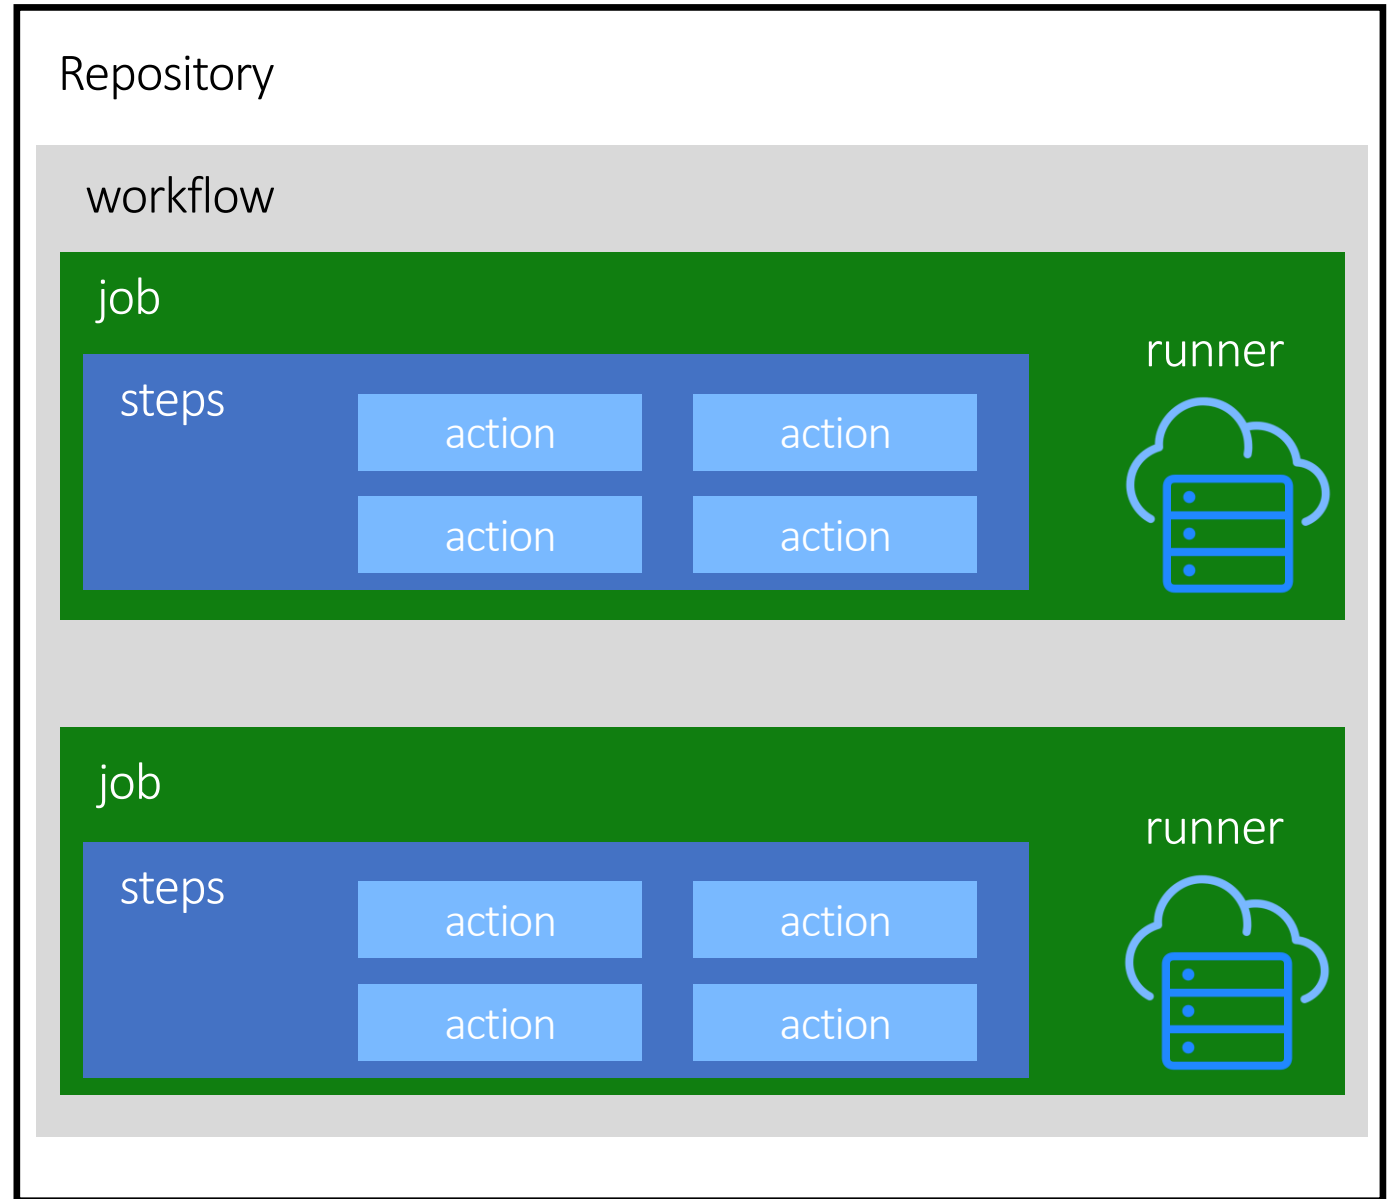 Repository
workflow
job
runner
steps
action action
action action
job
runner
steps
action action
action action